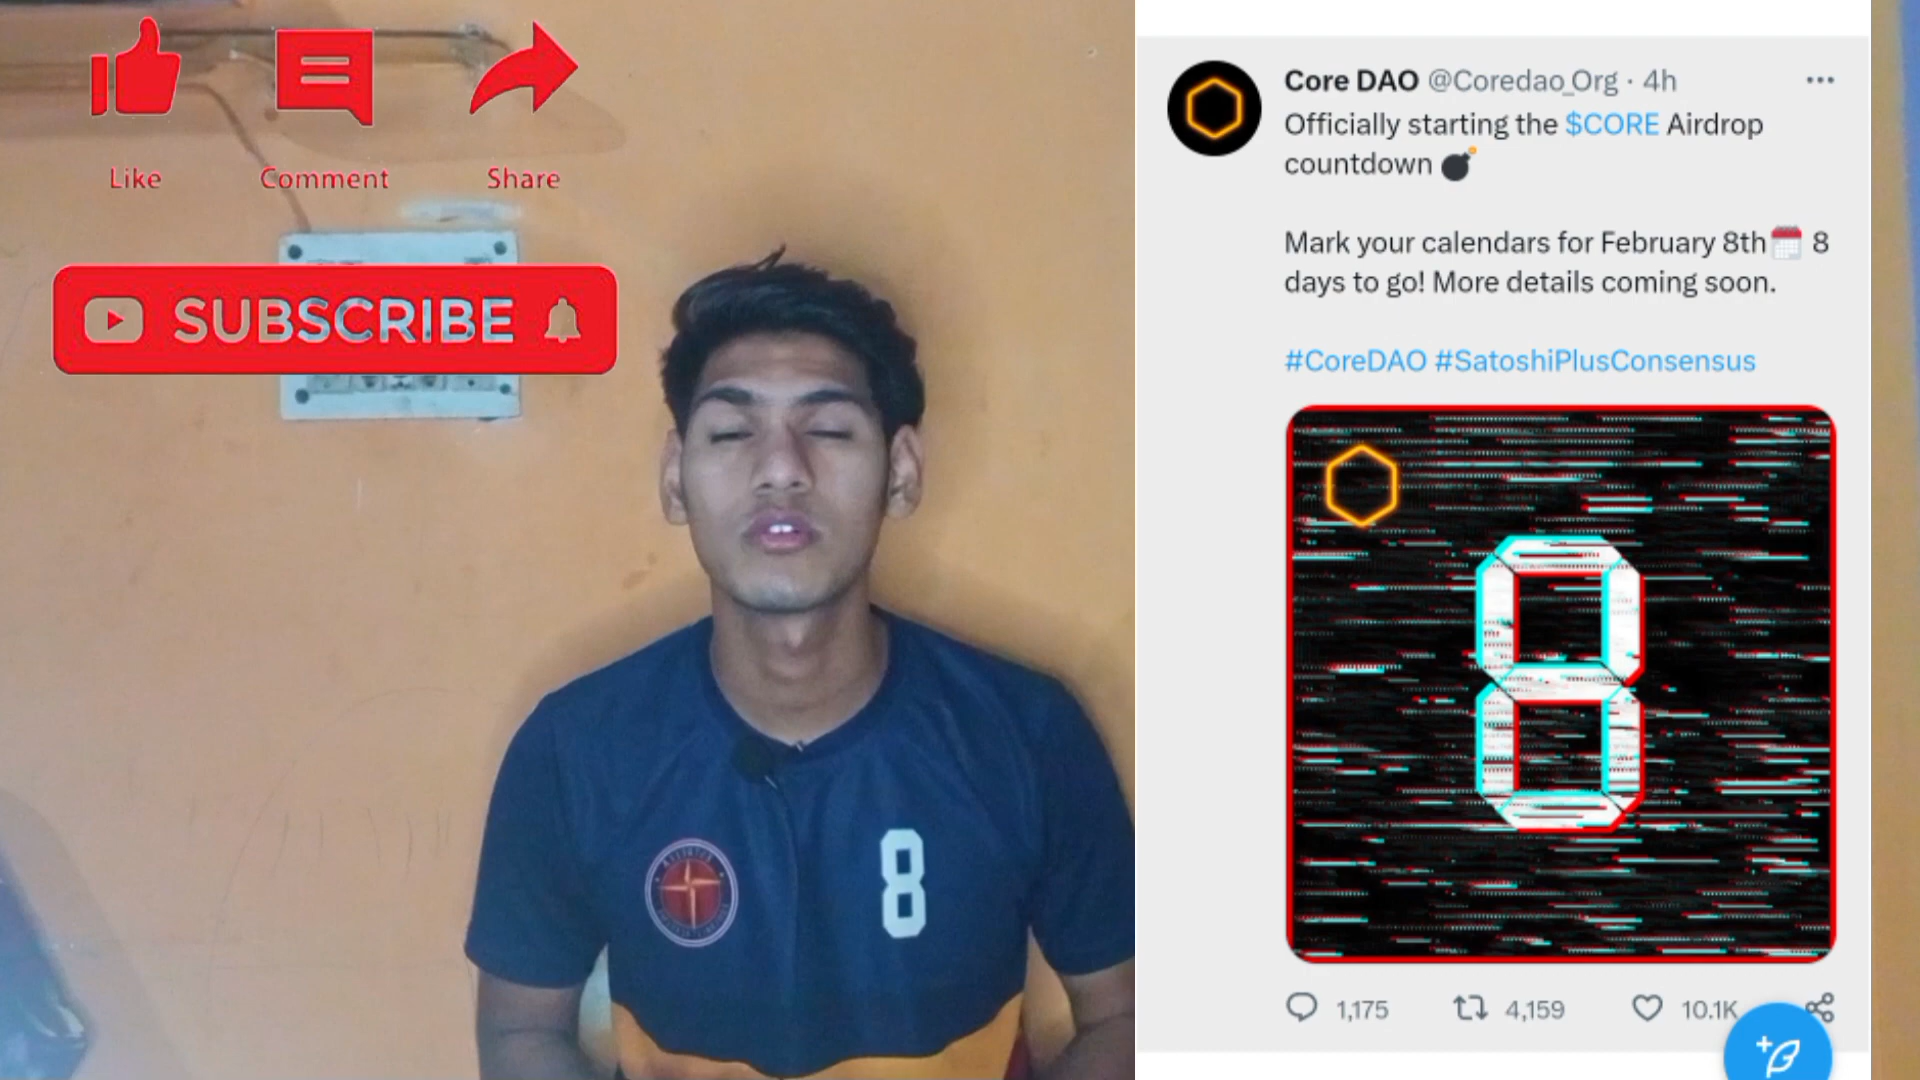 Like
Comment
Share
SUBSCRIBE
8
Core DAO @Coredao_Org · 4h
Officially starting the $CORE Airdrop
countdown 💣
Mark your calendars for February 8th📅 8
days to go! More details coming soon.
#CoreDAO #SatoshiPlusConsensus
8
1,175
4,159
10.1K